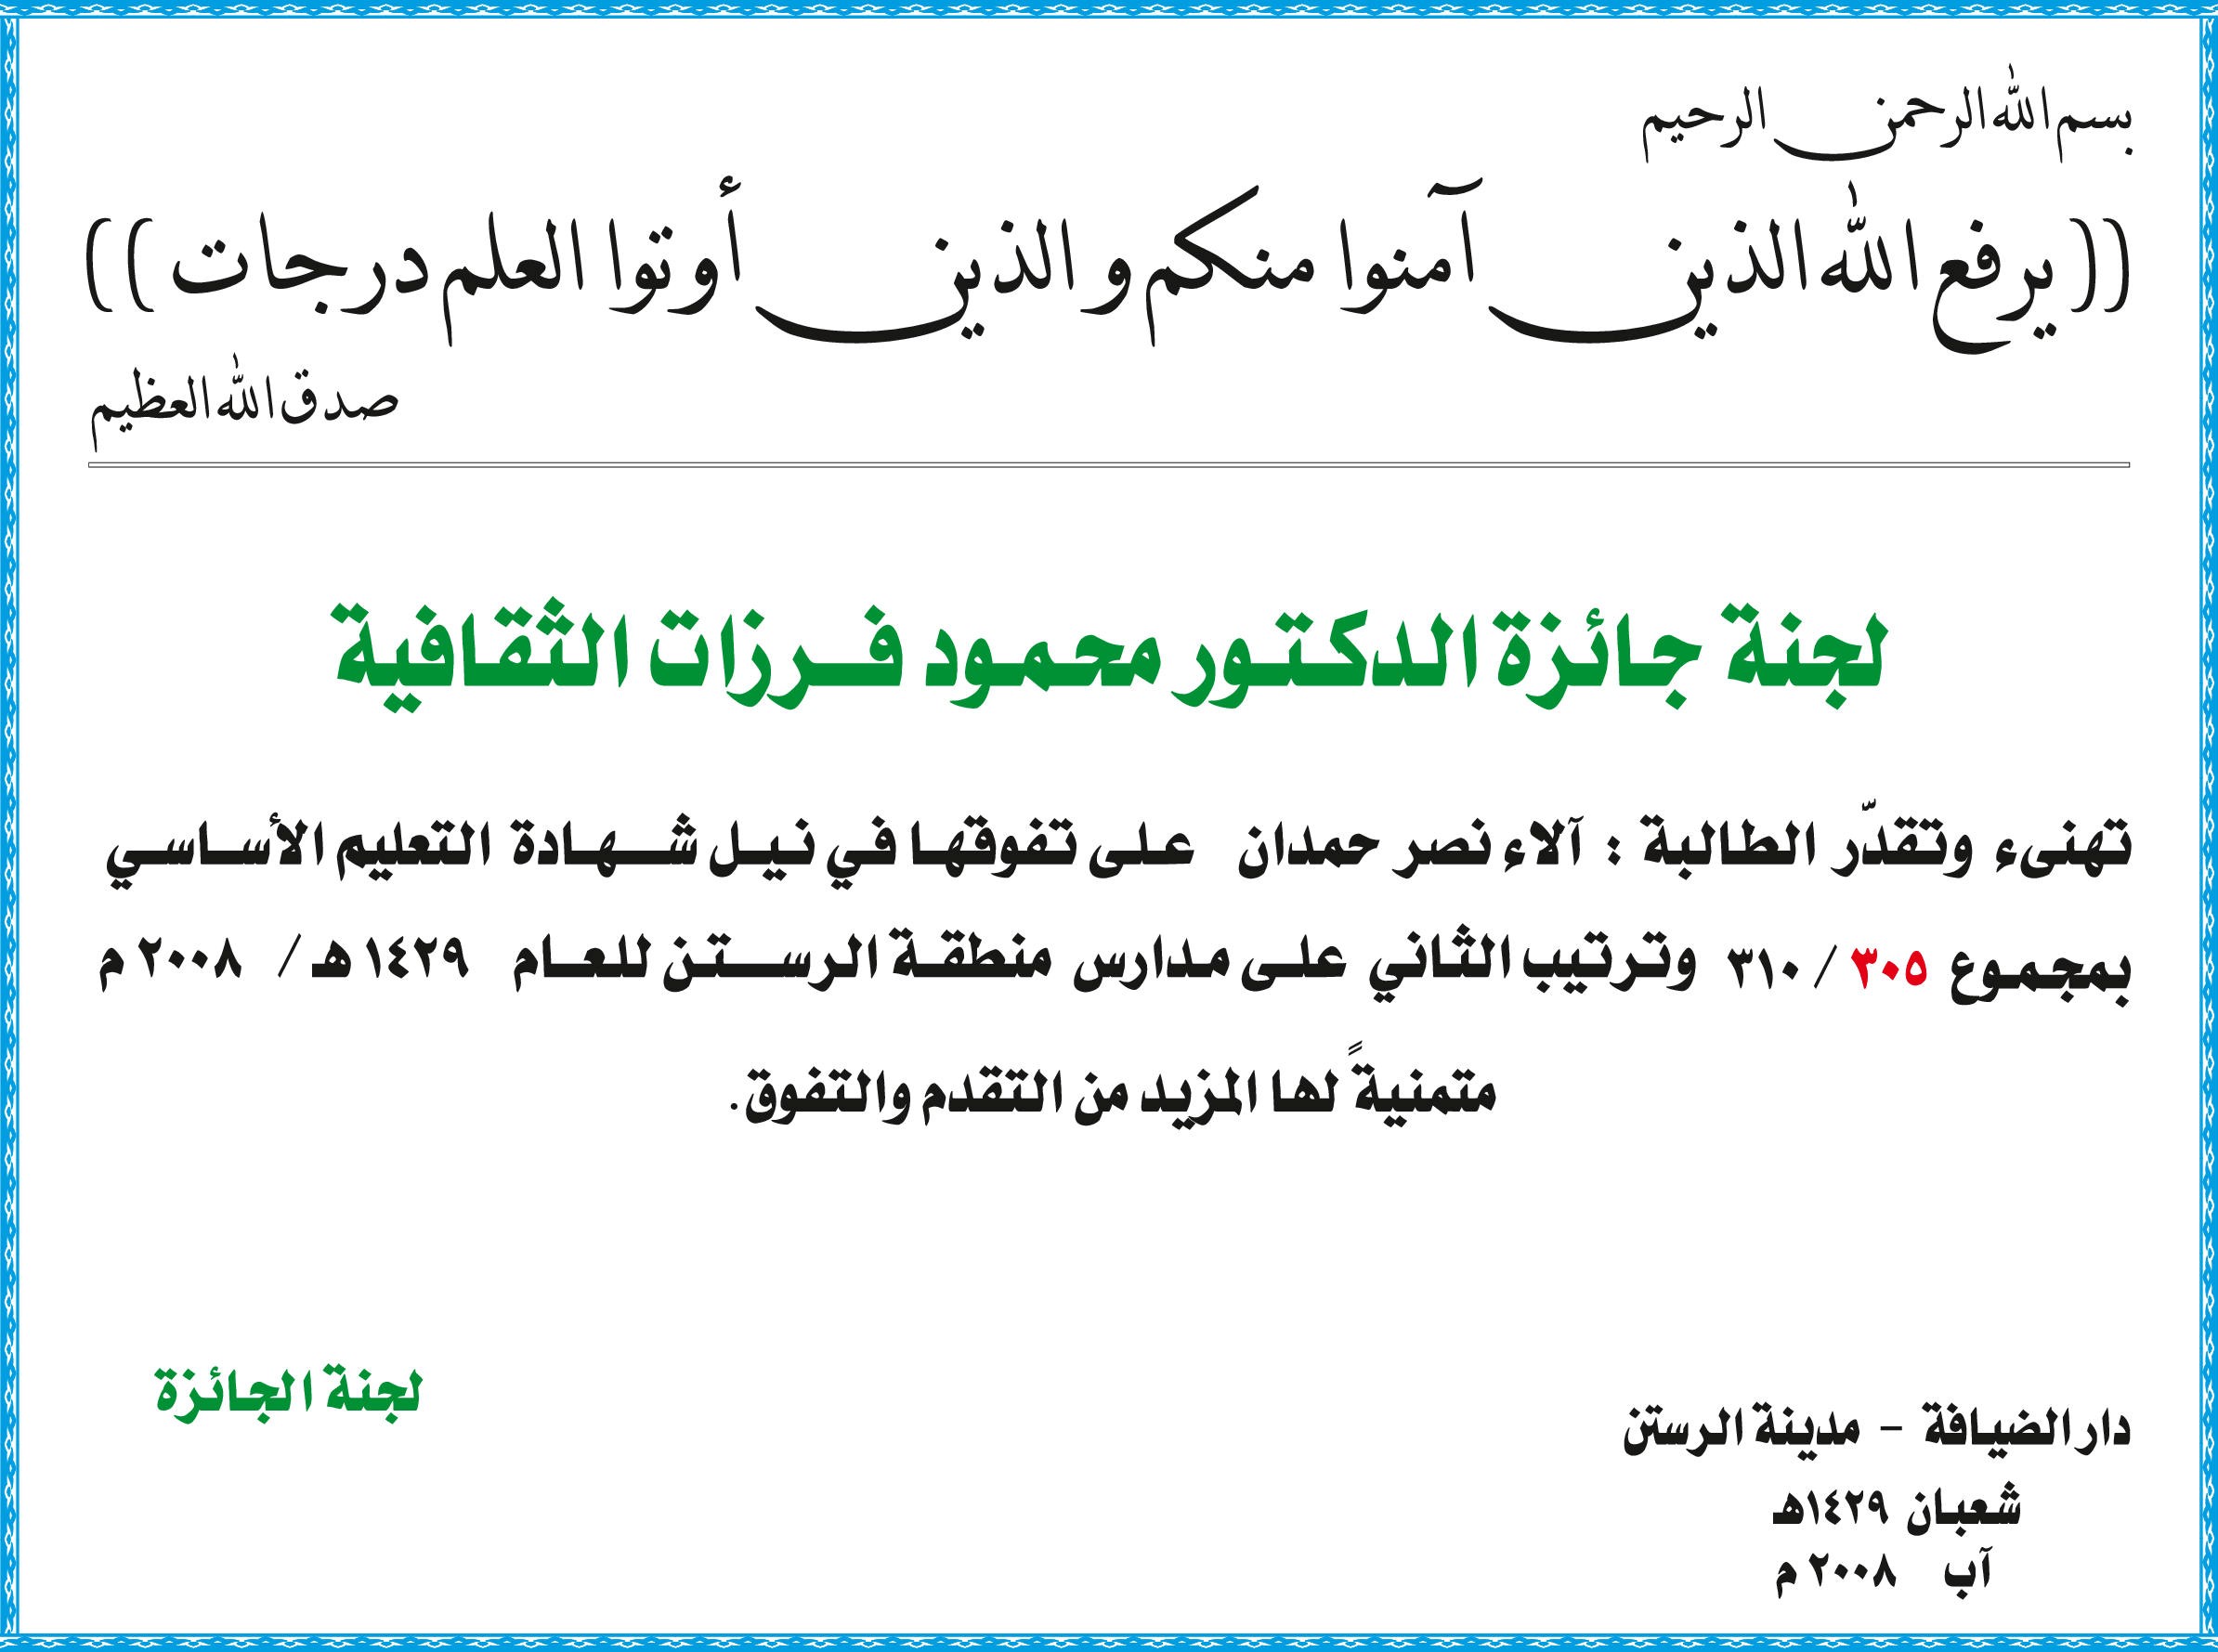 بسم الله الرحمن الرحيم
(( يرفع الله الذين آمنوا منكم و الذين أوتوا العلم درجات ))
صدق الله العظيم
لجنة جائزة الدكتور محمود فرزات الثقافية
تهنىء وتقدّر الطالبة : آلاء نصر حمدان على تفوقها في نيل شهادة التعليم الأساسي
بمجموع ٣٠٥ / ٣١٠ وترتيب الثاني على مدارس منطقة الرستن للعام ١٤٢٩ هـ / ٢٠٠٨ م
متمنيةً لها المزيد من التقدم والتفوق.
لجنة الجائزة
دار الضيافة - مدينة الرستن
شعبان ١٤٢٩هـ
آب ٢٠٠٨ م